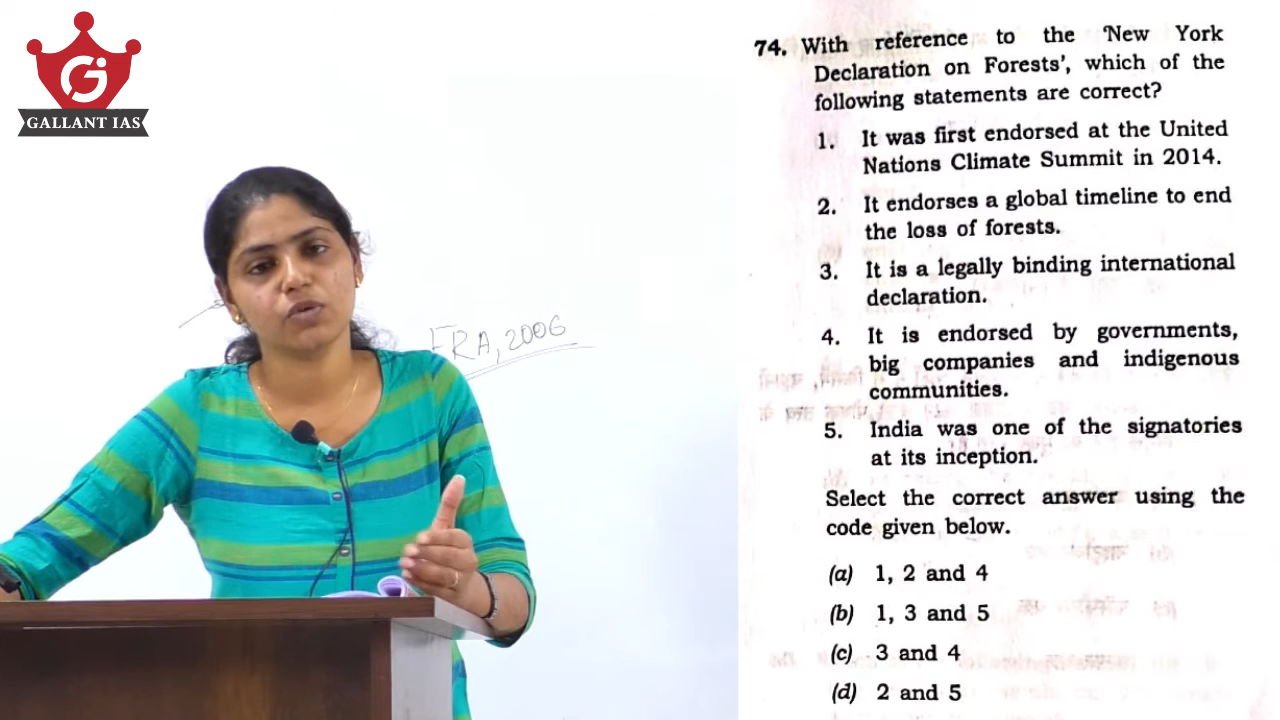 GALLANT IAS
FRA, 2006
74. With reference to the 'New York
Declaration on Forests', which of the
following statements are correct?
1. It was first endorsed at the United
Nations Climate Summit in 2014.
2. It endorses a global timeline to end
the loss of forests.
3. It is a legally binding international
declaration.
4. It is endorsed by governments,
big companies and indigenous
communities.
5. India was one of the signatories
at its inception.
Select the correct answer using the
code given below.
(a) 1, 2 and 4
(b) 1, 3 and 5
(c) 3 and 4
(d) 2 and 5